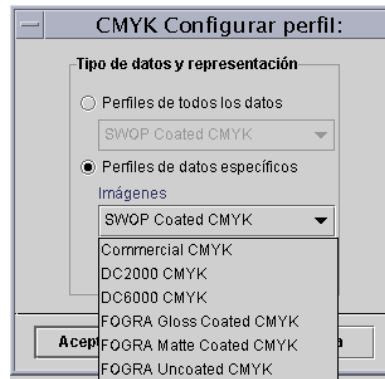 CMYK Configurar perfil:
Tipo de datos y representación
Perfiles de todos los datos
SWOP Coated CMYK
Perfiles de datos específicos
Imágenes
SWOP Coated CMYK
Commercial CMYK
DC2000 CMYK
DC6000 CMYK
FOGRA Gloss Coated CMYK
FOGRA Matte Coated CMYK
FOGRA Uncoated CMYK